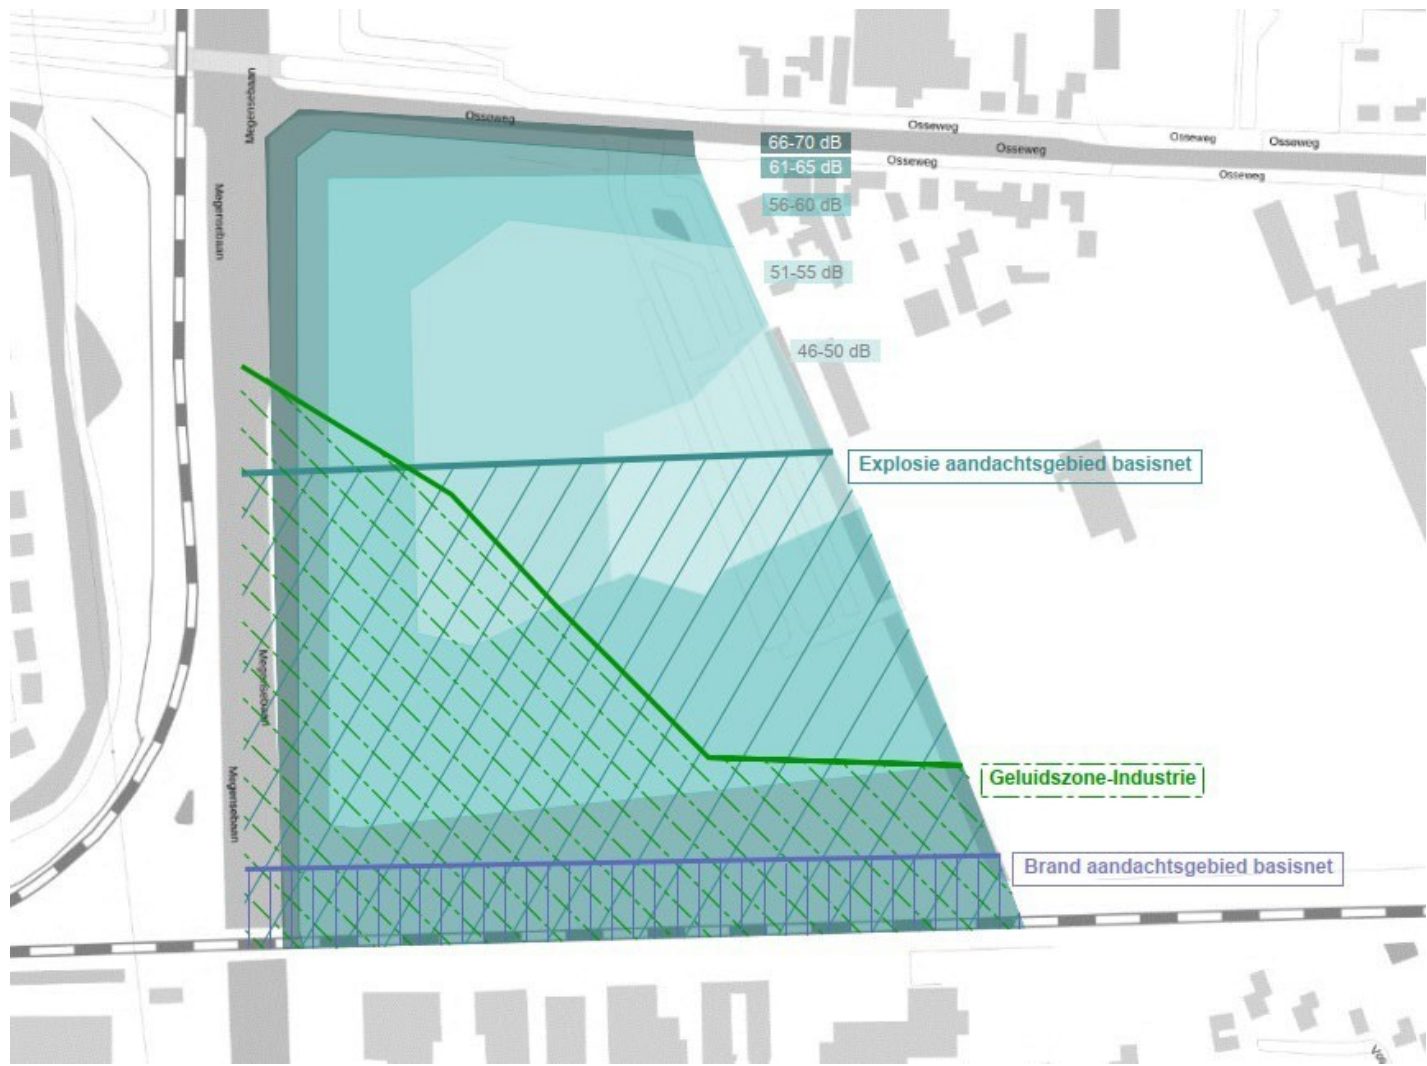 Megensebaan
Osseweg
Osseweg
Osseweg
Osseweg
Osseweg
Osseweg
Osseweg
Megensebaan
66-70 dB
61-65 dB
56-60 dB
51-55 dB
46-50 dB
Explosie aandachtsgebied basisnet
Megensebaan
Geluidszone-Industrie
Megensebaan
Brand aandachtsgebied basisnet